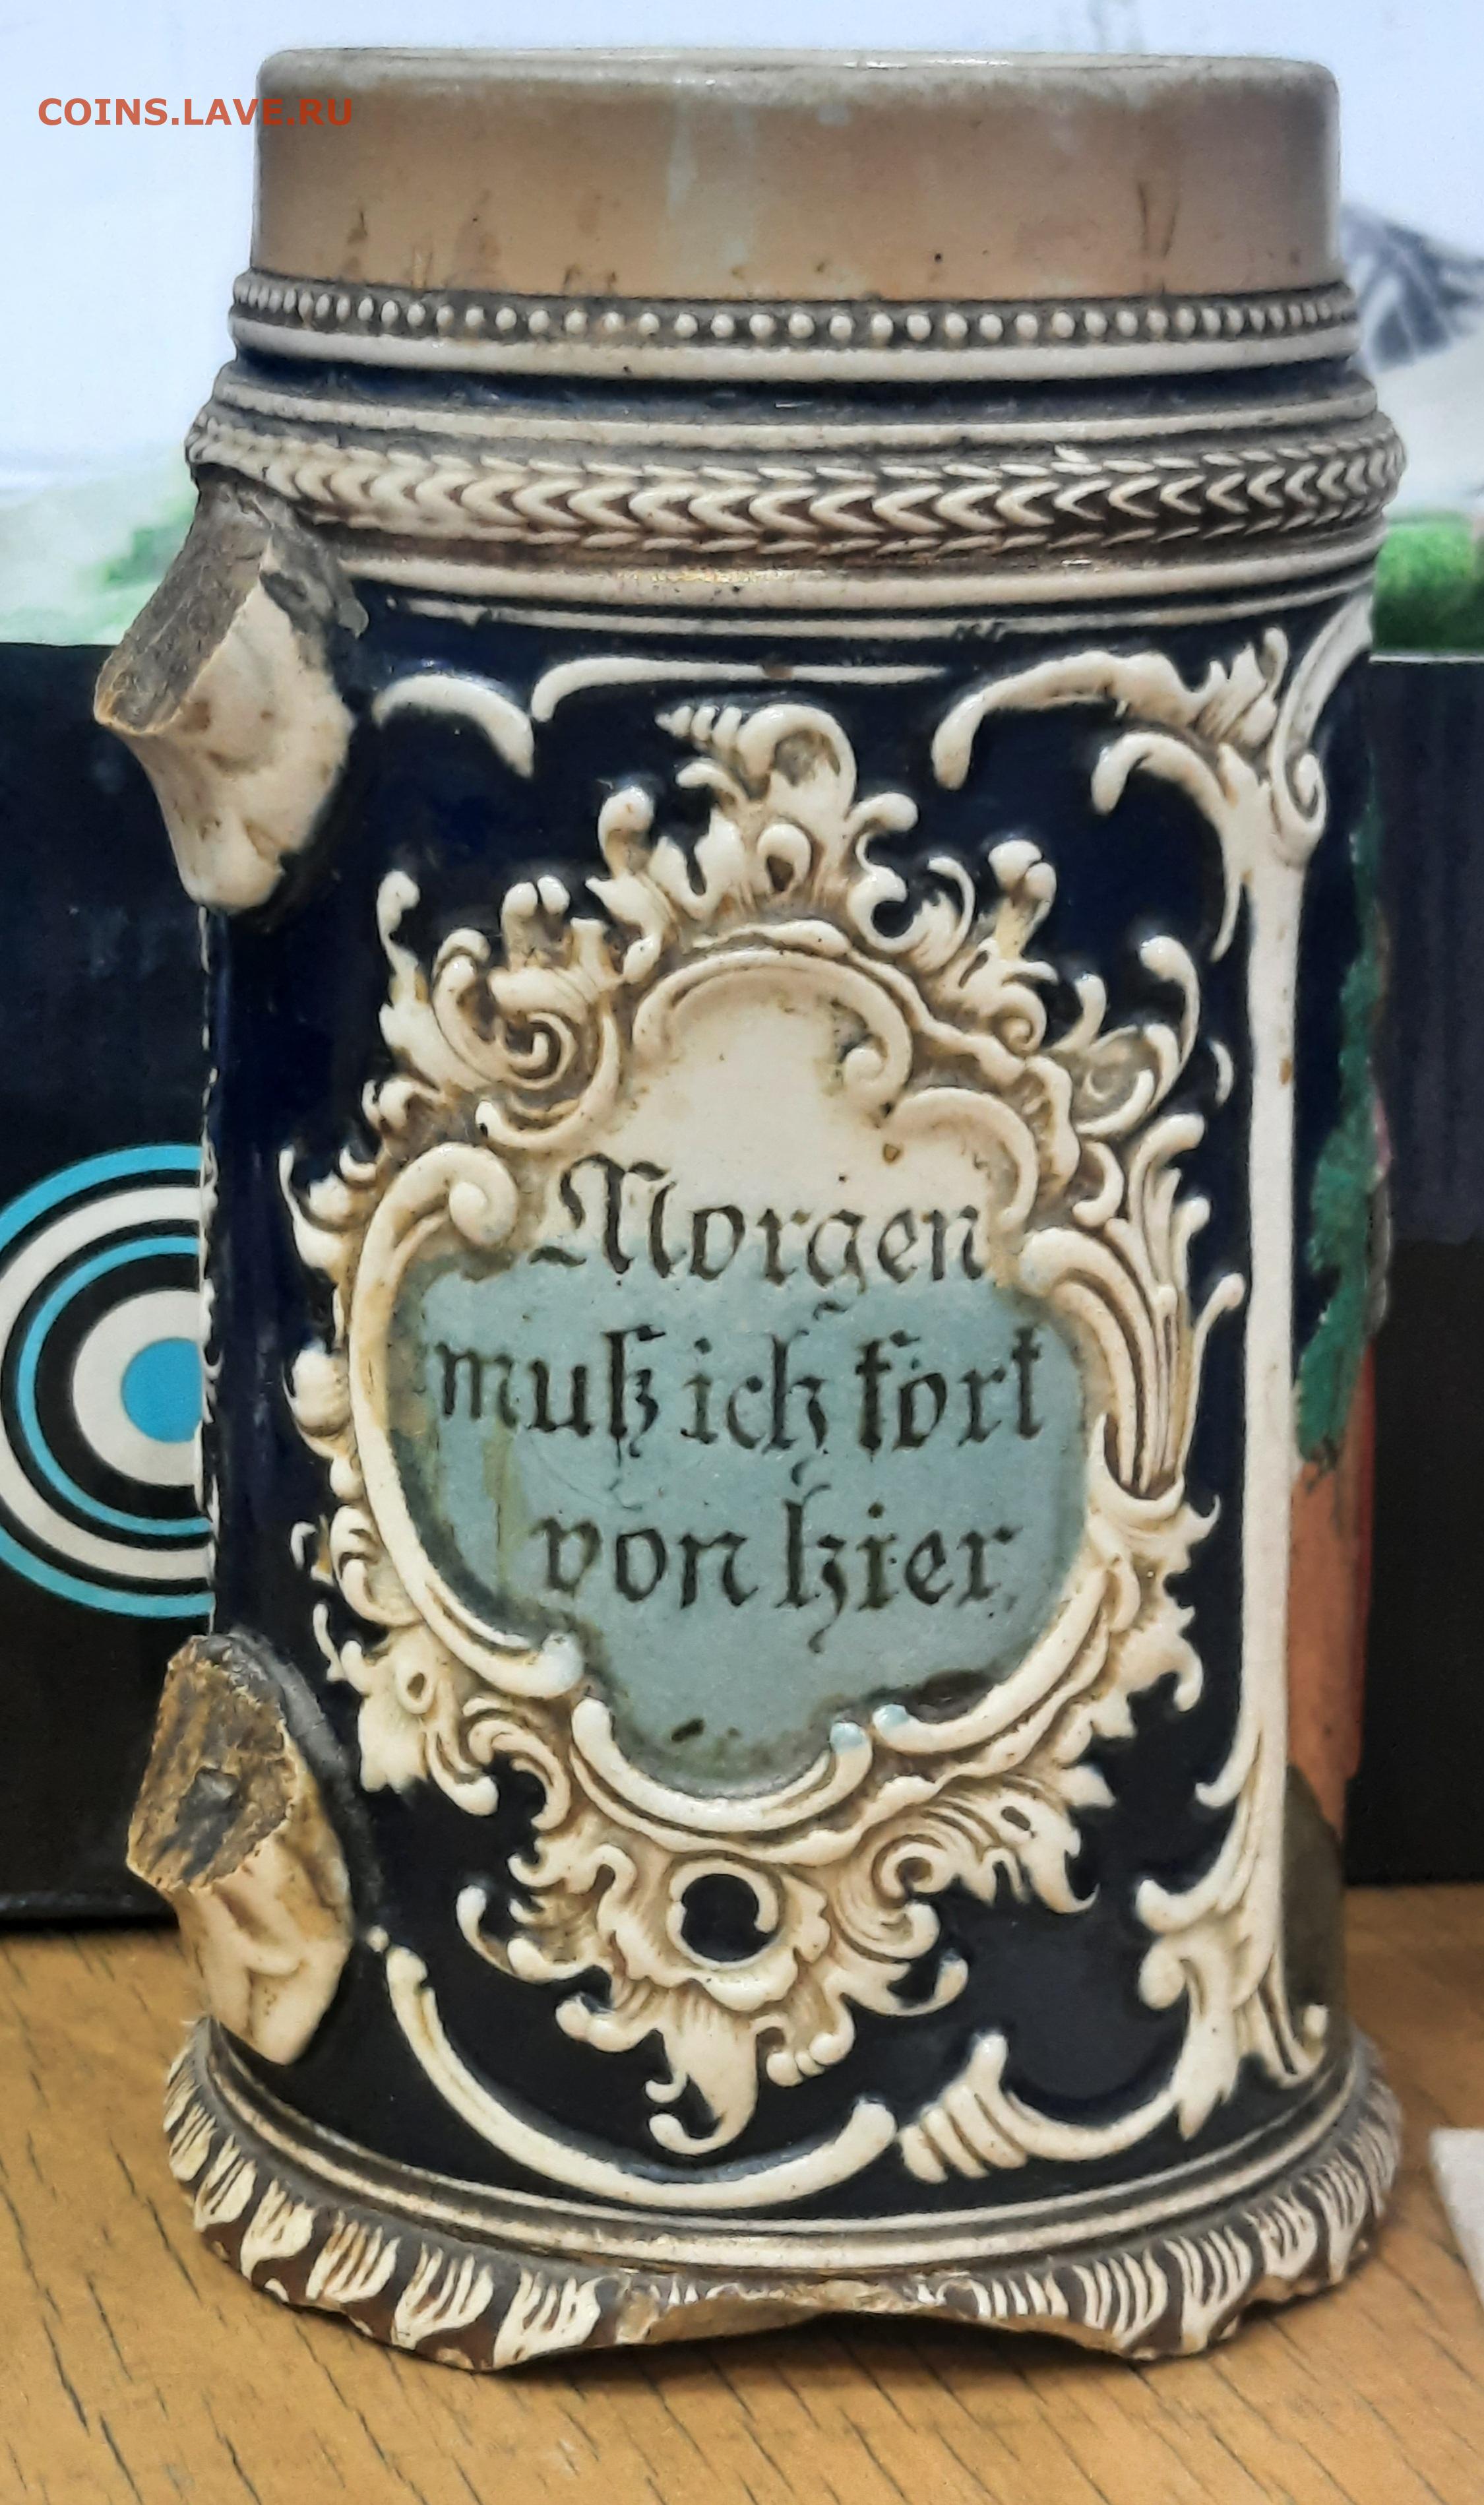 COINS.LAVE.RU
Morgen
muß ich fort
von hier